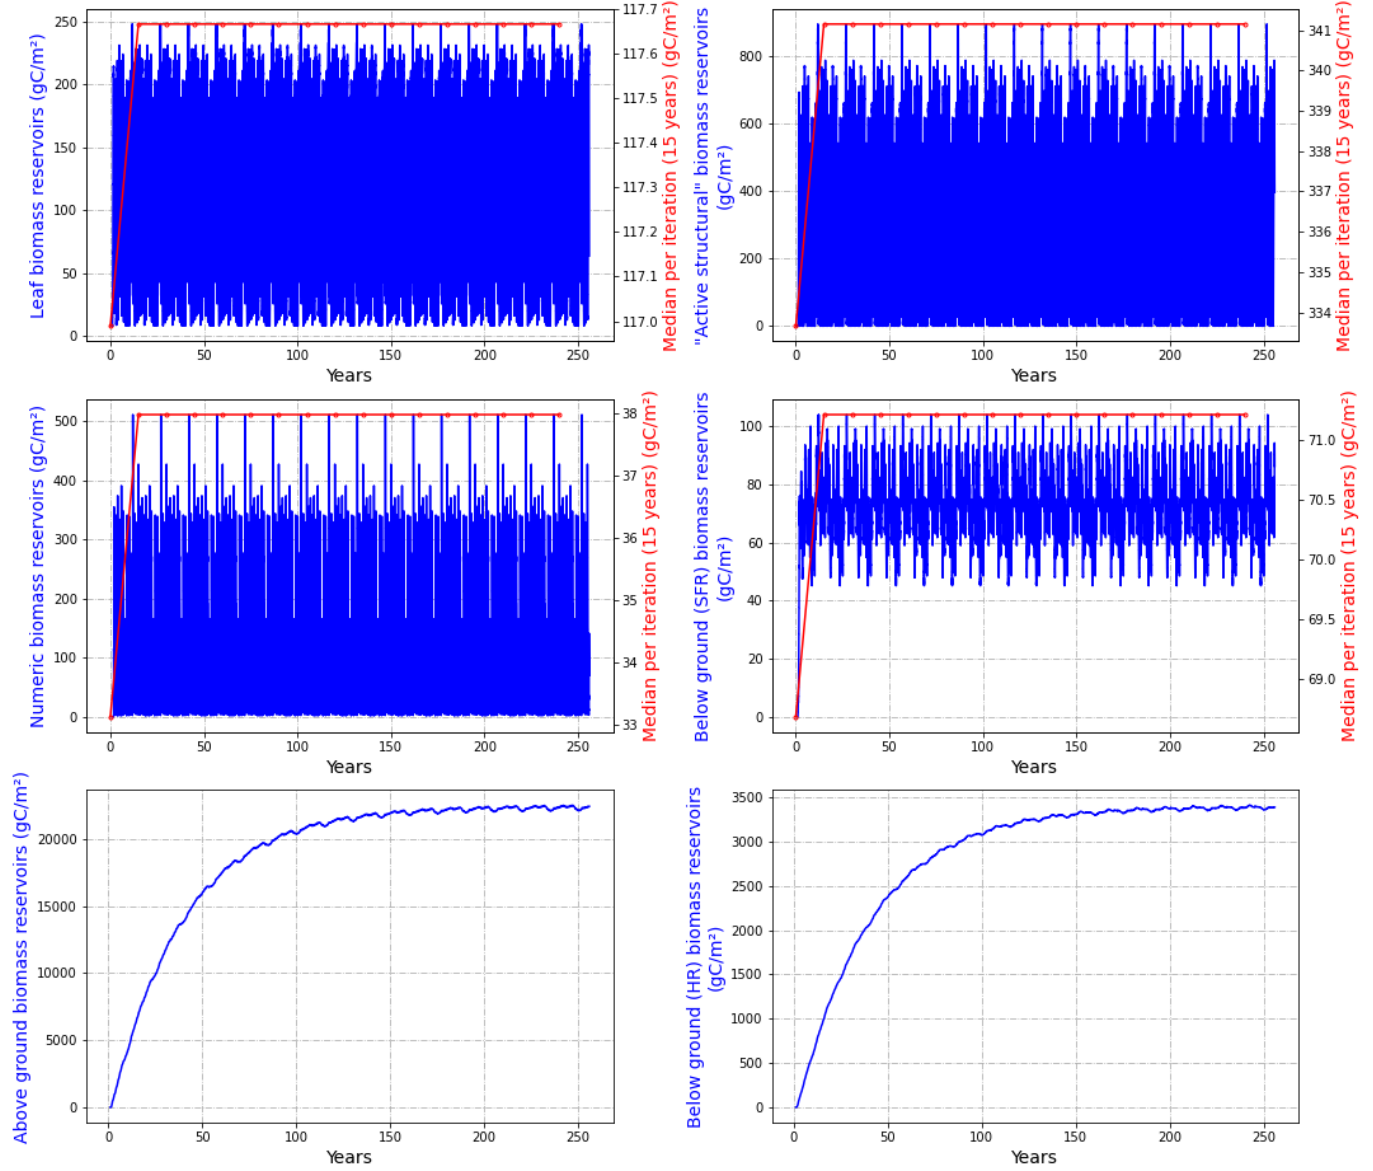 Leaf biomass reservoirs (gC/m²)
250
200
150
100
50
0
0 50 100 150 200 250
Years
117.7
117.6
117.5
117.4
117.3
117.2
117.1
117.0
Median per iteration (15 years) (gC/m²)
"Active structural" biomass reservoirs
(gC/m²)
800
600
400
200
0
0 50 100 150 200 250
Years
341
340
339
338
337
336
335
334
Median per iteration (15 years) (gC/m²)
Numeric biomass reservoirs (gC/m²)
500
400
300
200
100
0
0 50 100 150 200 250
Years
38
37
36
35
34
33
Median per iteration (15 years) (gC/m²)
Below ground (SFR) biomass reservoirs
(gC/m²)
100
80
60
40
20
0
0 50 100 150 200 250
Years
71.0
70.5
70.0
69.5
69.0
Median per iteration (15 years) (gC/m²)
Above ground biomass reservoirs (gC/m²)
20000
15000
10000
5000
0
0 50 100 150 200 250
Years
Below ground (HR) biomass reservoirs
(gC/m²)
3500
3000
2500
2000
1500
1000
500
0
0 50 100 150 200 250
Years